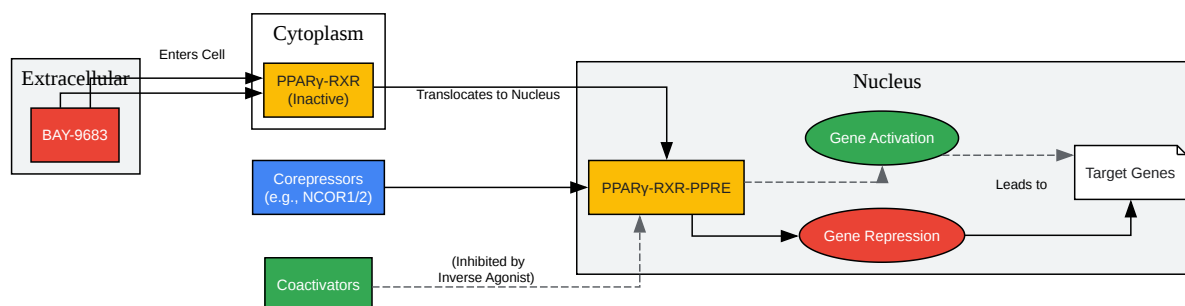 Cytoplasm
Enters Cell
Extracellular
PPARγ-RXR
(Inactive)
BAY-9683
Translocates to Nucleus
Nucleus
Gene Activation
Corepressors
(e.g., NCOR1/2)
PPARγ-RXR-PPRE
Target Genes
Leads to
Gene Repression
(Inhibited by
Inverse Agonist)
Coactivators